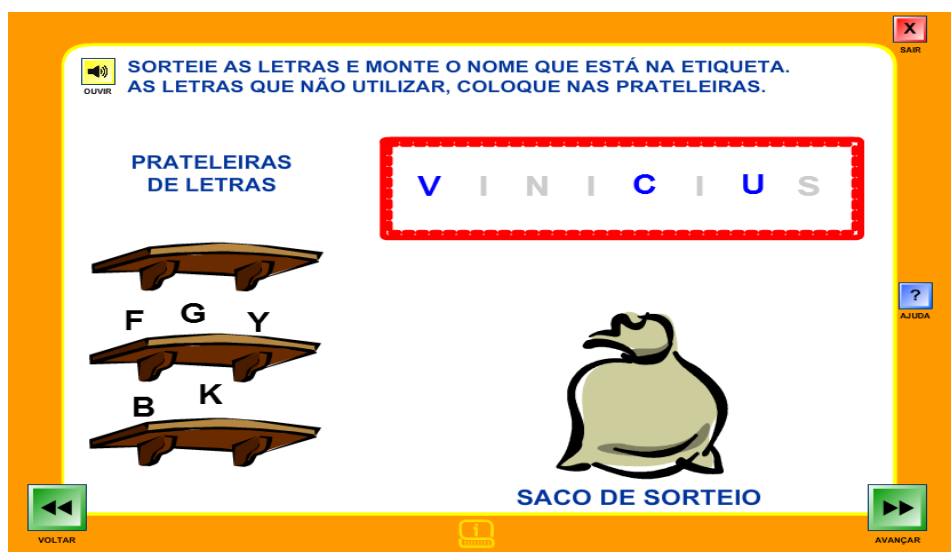 X
SAIR
SORTEIE AS LETRAS E MONTE O NOME QUE ESTÁ NA ETIQUETA.
AS LETRAS QUE NÃO UTILIZAR, COLOQUE NAS PRATELEIRAS.
OUVIR
PRATELEIRAS
DE LETRAS
V I N I C I U S
F G Y
B K
?
AJUDA
SACO DE SORTEIO
VOLTAR
i
AVANÇAR